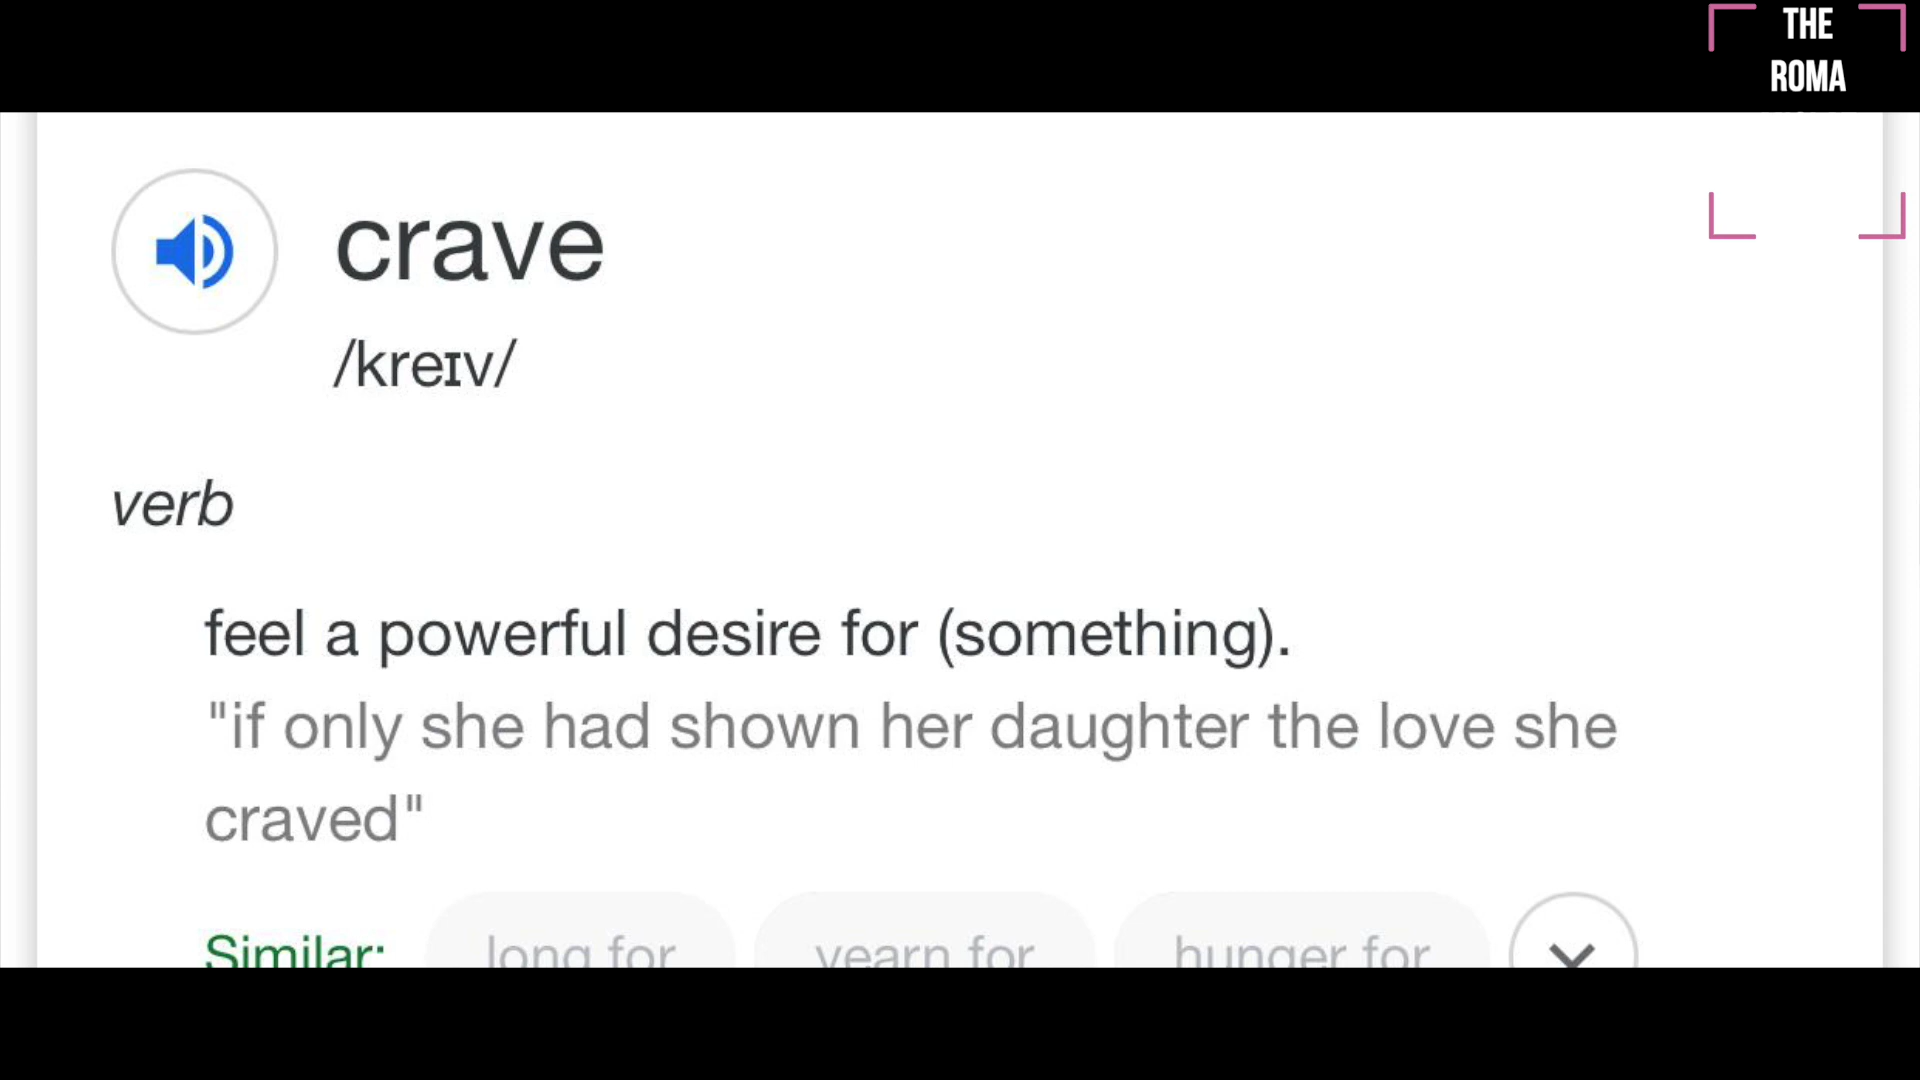 THE
ROMA
crave
/kreɪv/
verb
feel a powerful desire for (something).
"if only she had shown her daughter the love she
craved"
Similar: long for yearn for hunger for